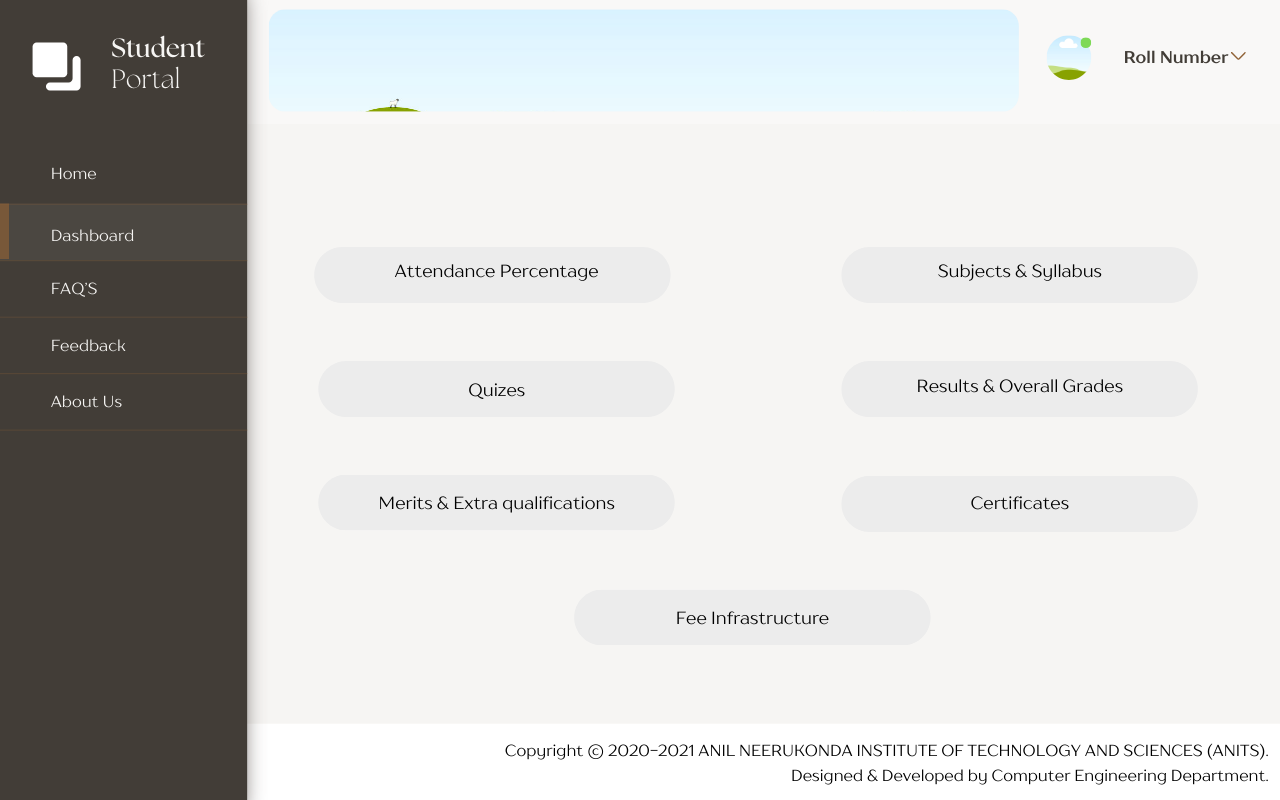 Student
Portal
Roll Number
Home
Dashboard
FAQ'S
Feedback
About Us
Attendance Percentage
Subjects & Syllabus
Quizes
Results & Overall Grades
Merits & Extra qualifications
Certificates
Fee Infrastructure
Copyright © 2020-2021 ANIL NEERUKONDA INSTITUTE OF TECHNOLOGY AND SCIENCES (ANITS).
Designed & Developed by Computer Engineering Department.